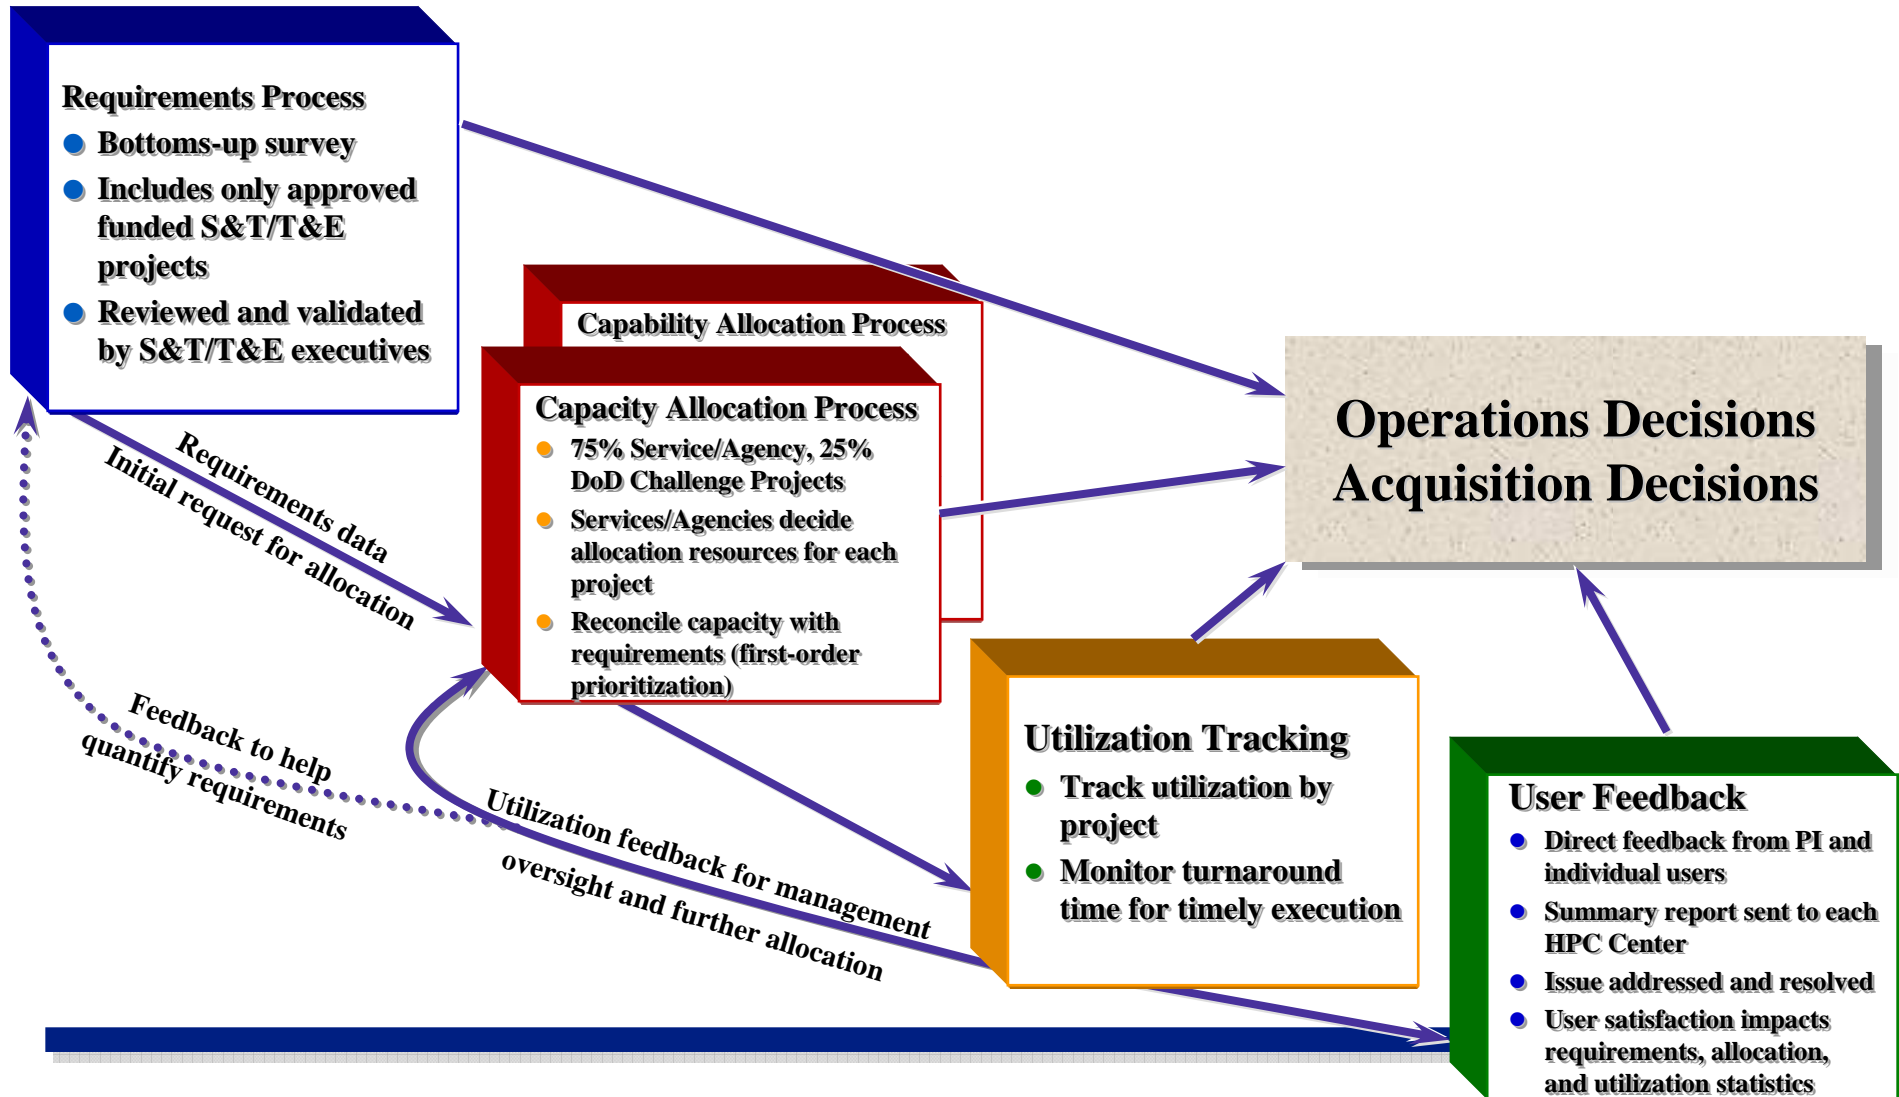 Requirements Process
Bottoms-up survey
Includes only approved
funded S&T/T&E
projects
Reviewed and validated
by S&T/T&E executives
Capability Allocation Process
Capacity Allocation Process
75% Service/Agency, 25%
DoD Challenge Projects
Services/Agencies decide
allocation resources for each
project
Reconcile capacity with
requirements (first-order
prioritization)
Operations Decisions
Acquisition Decisions
Requirements data
Initial request for allocation
Feedback to help
quantify requirements
Utilization feedback for management
oversight and further allocation
Utilization Tracking
Track utilization by
project
Monitor turnaround
time for timely execution
User Feedback
Direct feedback from PI and
individual users
Summary report sent to each
HPC Center
Issue addressed and resolved
User satisfaction impacts
requirements, allocation,
and utilization statistics